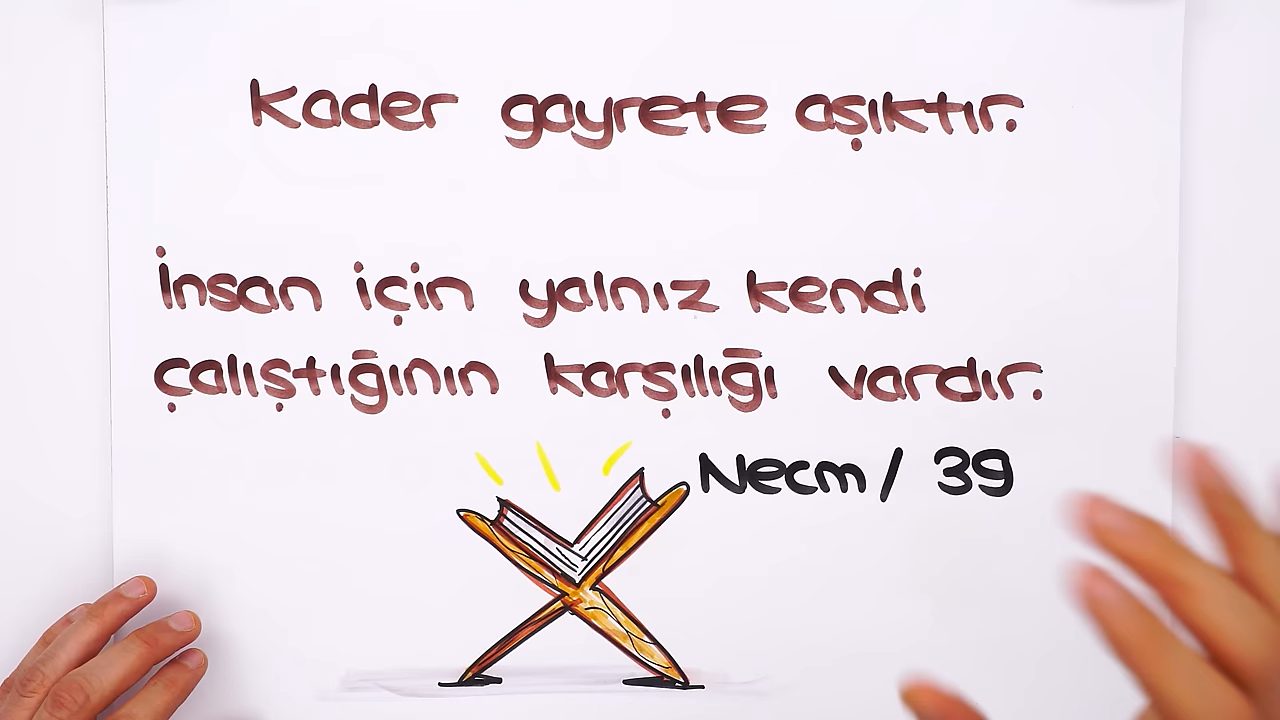 Kader gayrete aşıktır.
İnsan için yalnız kendi
çalıştığının karşılığı vardır.
Necm / 39